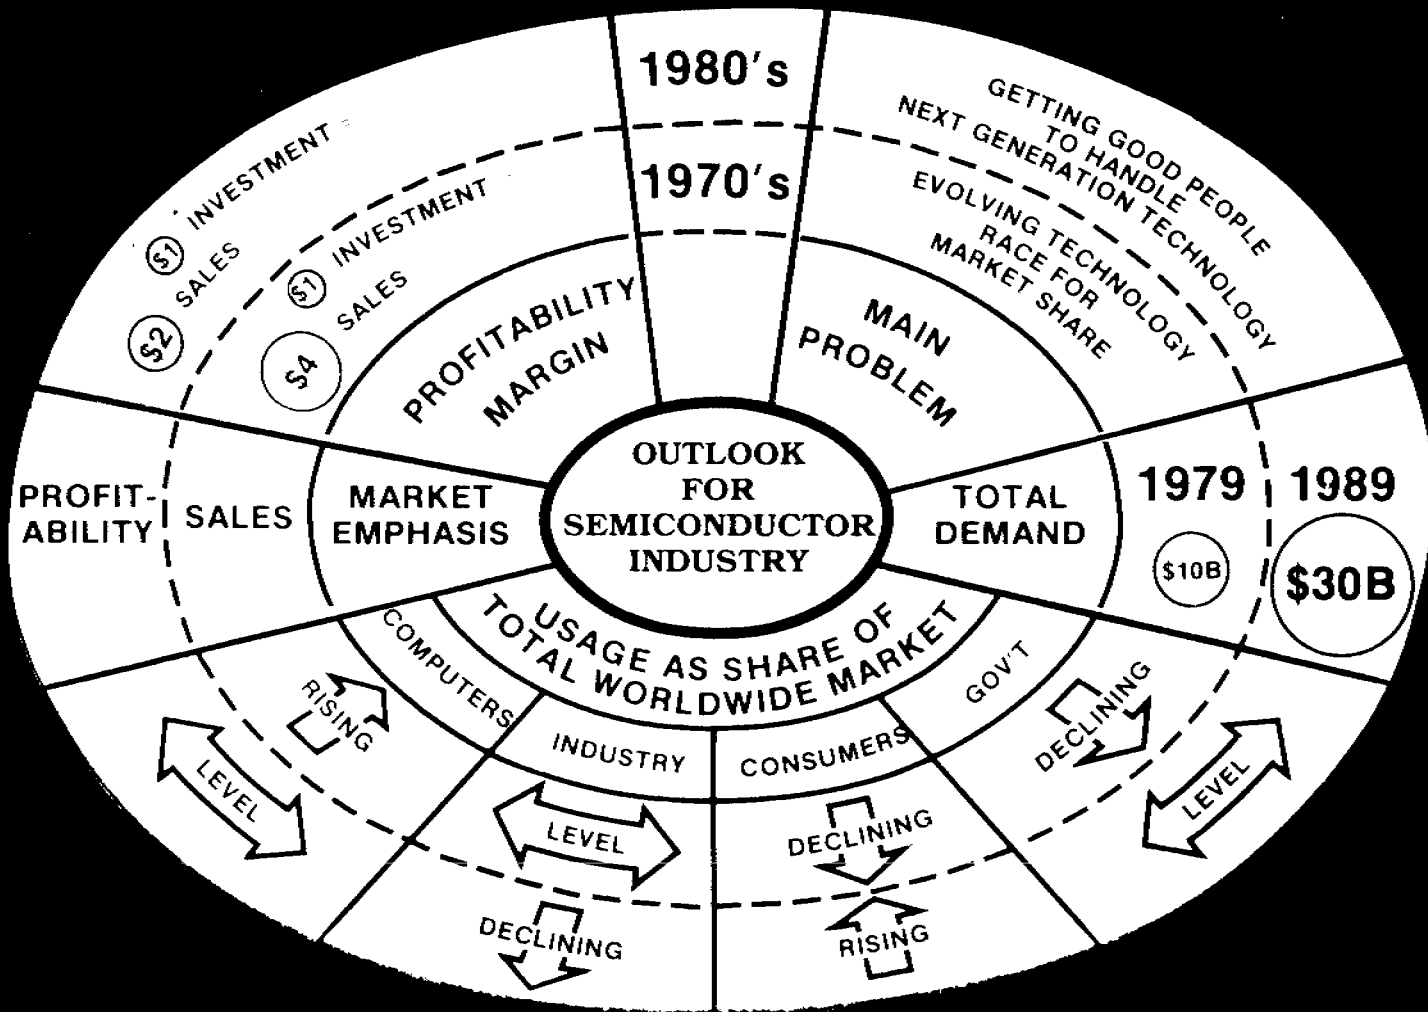 1980's
1970's
GETTING GOOD PEOPLE
TO HANDLE
NEXT GENERATION TECHNOLOGY
EVOLVING TECHNOLOGY
RACE FOR
MARKET SHARE
MAIN
PROBLEM
$1 INVESTMENT
$2 SALES
$1 INVESTMENT
$4 SALES
PROFITABILITY
MARGIN
OUTLOOK
FOR
SEMICONDUCTOR
INDUSTRY
PROFIT-
ABILITY
SALES
MARKET
EMPHASIS
TOTAL
DEMAND
1979
$10B
1989
$30B
USAGE AS SHARE OF
TOTAL WORLDWIDE MARKET
COMPUTERS
INDUSTRY
CONSUMERS
GOV'T
RISING
LEVEL
LEVEL
DECLINING
DECLINING
RISING
DECLINING
LEVEL